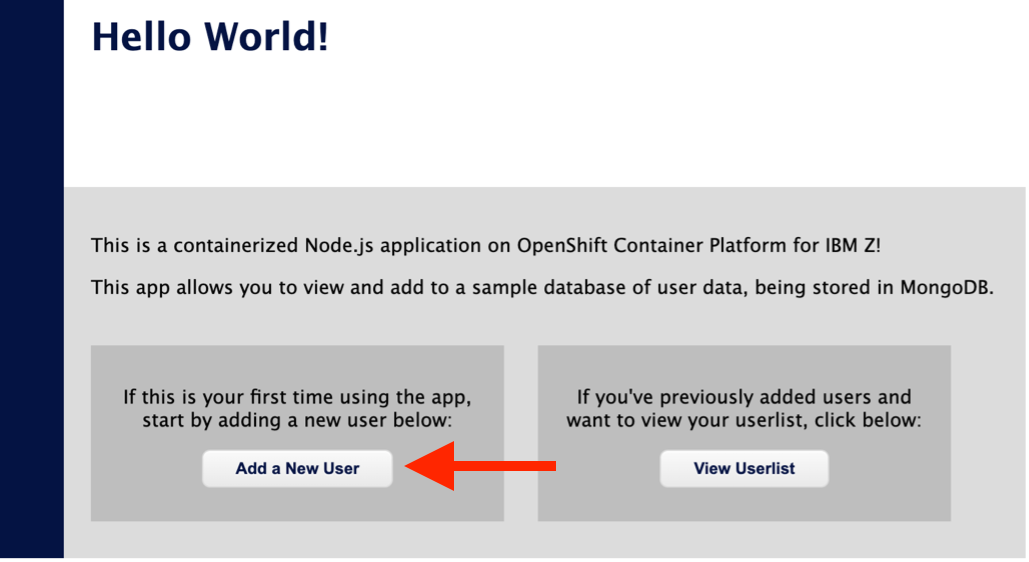 Hello World!
This is a containerized Node.js application on OpenShift Container Platform for IBM Z!
This app allows you to view and add to a sample database of user data, being stored in MongoDB.
If this is your first time using the app,
start by adding a new user below:
Add a New User
If you've previously added users and
want to view your userlist, click below:
View Userlist